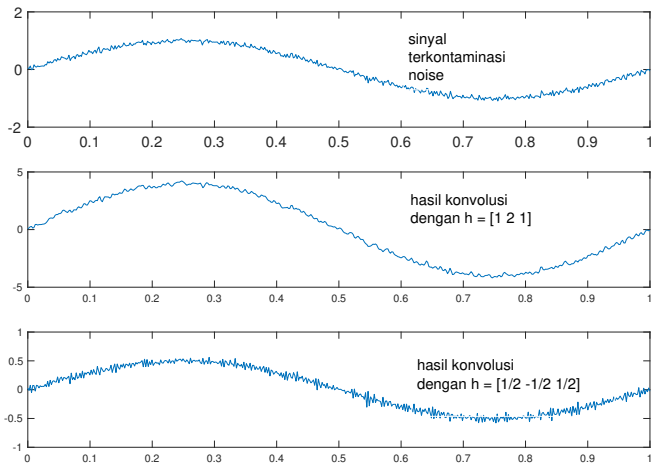 2
0
-2
sinyal
terkontaminasi
noise
0 0.1 0.2 0.3 0.4 0.5 0.6 0.7 0.8 0.9 1
5
0
-5
hasil konvolusi
dengan h = [1 2 1]
0 0.1 0.2 0.3 0.4 0.5 0.6 0.7 0.8 0.9 1
1
0.5
0
-0.5
-1
hasil konvolusi
dengan h = [1/2 -1/2 1/2]
0 0.1 0.2 0.3 0.4 0.5 0.6 0.7 0.8 0.9 1